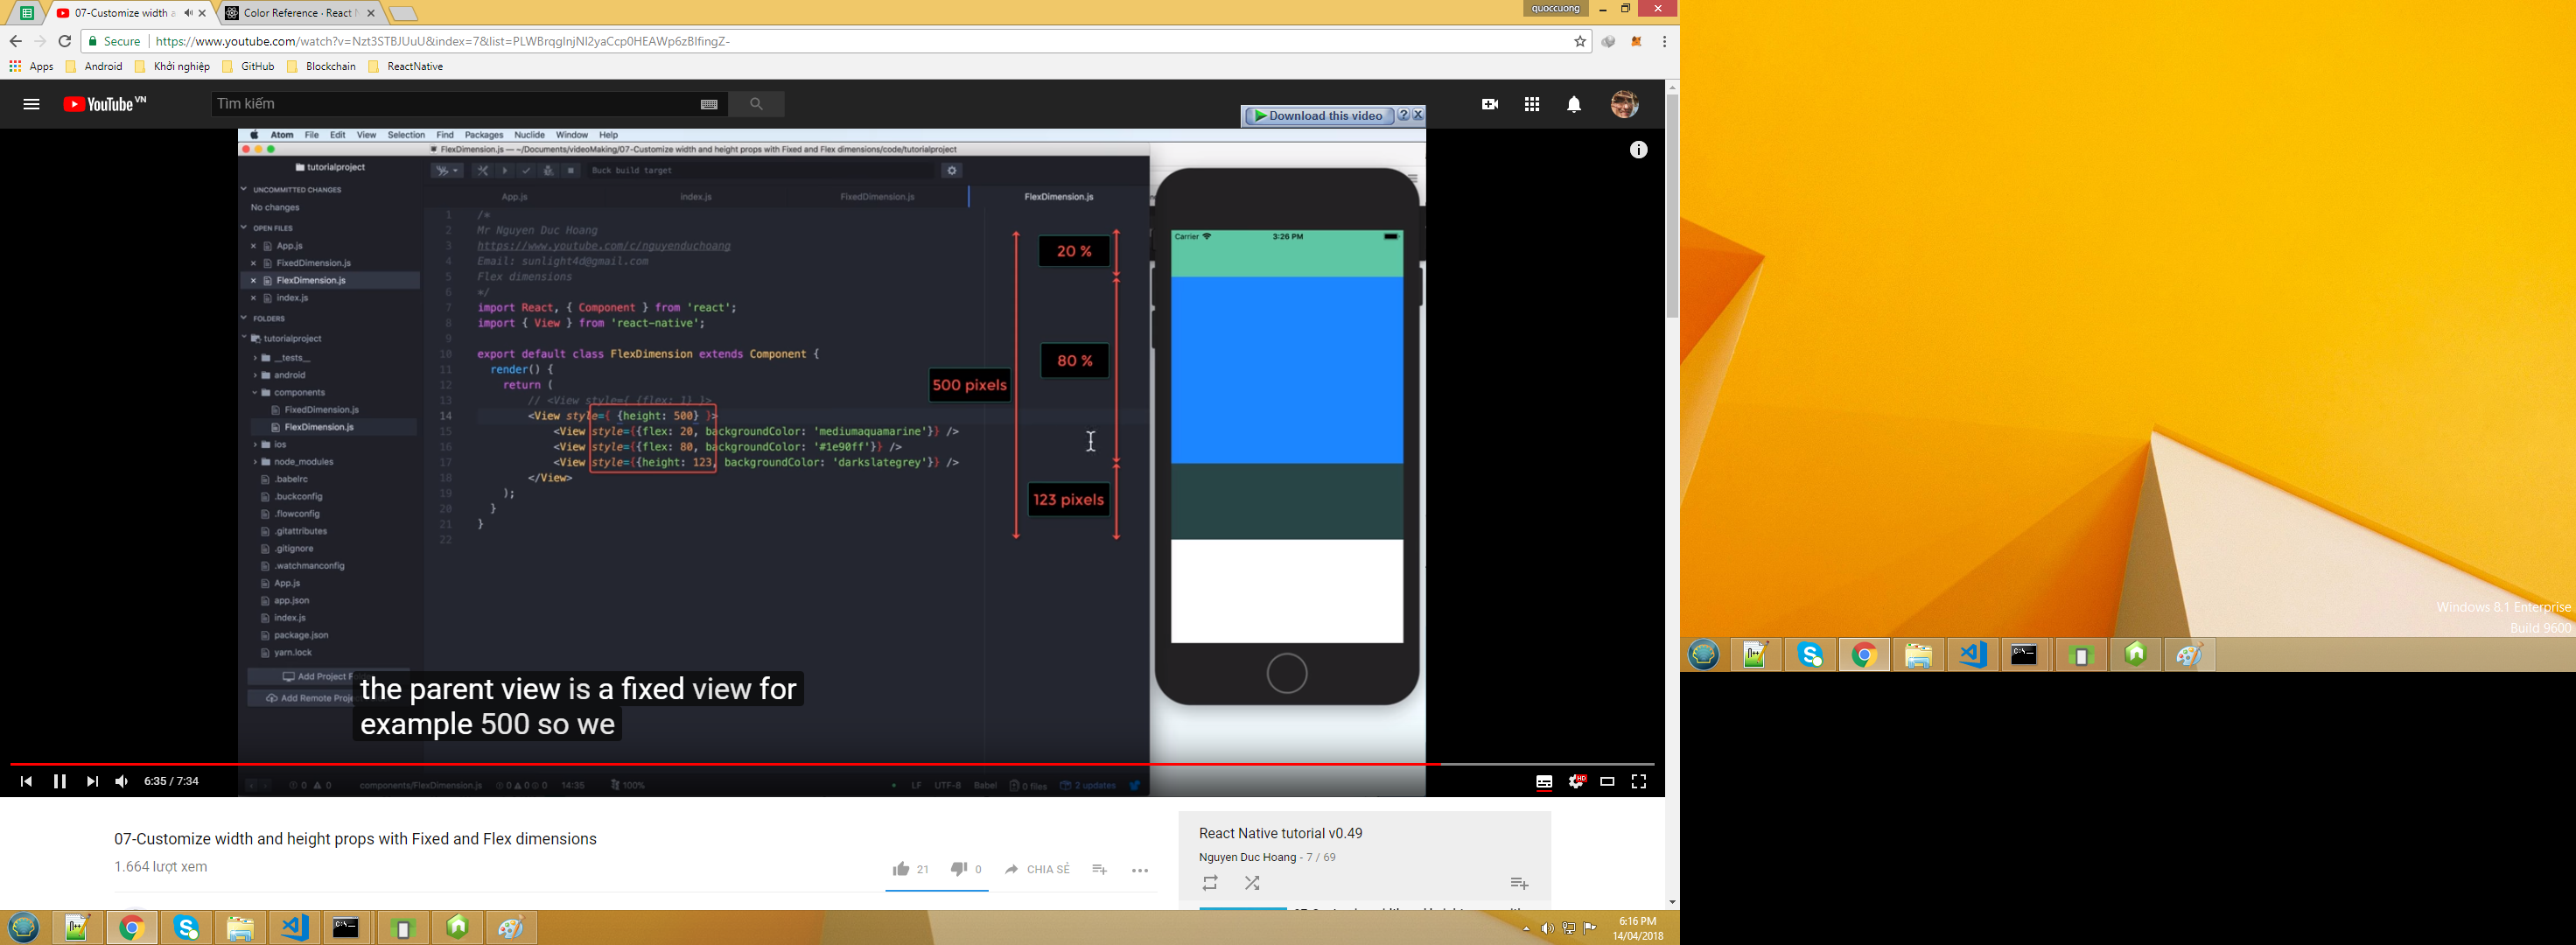 07-Customize width a
Color Reference · React N
quoccuong
Secure
https://www.youtube.com/watch?v=Nzt3STBJUuU&index=7&list=PLWBrqglnjNl2yaCcp0HEAWp6zBIfingZ-
Apps
Android
Khởi nghiệp
GitHub
Blockchain
ReactNative
YouTube VN
Tìm kiếm
Download this video
Atom File Edit View Selection Find Packages Nuclide Window Help
FlexDimension.js — ~/Documents/videoMaking/07-Customize width and height props with Fixed and Flex dimensions/code/tutorialproject
tutorialproject
Buck build target
UNCOMMITTED CHANGES
No changes
OPEN FILES
App.js
FixedDimension.js
FlexDimension.js
index.js
FOLDERS
tutorialproject
__tests__
android
components
FixedDimension.js
FlexDimension.js
ios
node_modules
.babelrc
.buckconfig
.flowconfig
.gitattributes
.gitignore
.watchmanconfig
App.js
app.json
index.js
package.json
yarn.lock
Add Project Fo
Add Remote Proje
App.js
index.js
FixedDimension.js
FlexDimension.js
1 /*
2 Mr Nguyen Duc Hoang
3 https://www.youtube.com/c/nguyenduchoang
4 Email: sunlight4d@gmail.com
5 Flex dimensions
6 */
7 import React, { Component } from 'react';
8 import { View } from 'react-native';
9
10 export default class FlexDimension extends Component {
11 render() {
12 return (
13 // <View style={ {flex: 1} }>
14 <View style={ {height: 500} }>
15 <View style={{flex: 20, backgroundColor: 'mediumaquamarine'}} />
16 <View style={{flex: 80, backgroundColor: '#1e90ff'}} />
17 <View style={{height: 123, backgroundColor: 'darkslategrey'}} />
18 </View>
19 );
20 }
21 }
22
20 %
80 %
500 pixels
123 pixels
Carrier
3:26 PM
the parent view is a fixed view for
example 500 so we
components/FlexDimension.js
14:35
100%
LF
UTF-8
Babel
0 files
2 updates
6:35 / 7:34
HD
07-Customize width and height props with Fixed and Flex dimensions
1.664 lượt xem
21
0
CHIA SẺ
React Native tutorial v0.49
Nguyen Duc Hoang - 7 / 69
6:16 PM
14/04/2018
Windows 8.1 Enterprise
Build 9600